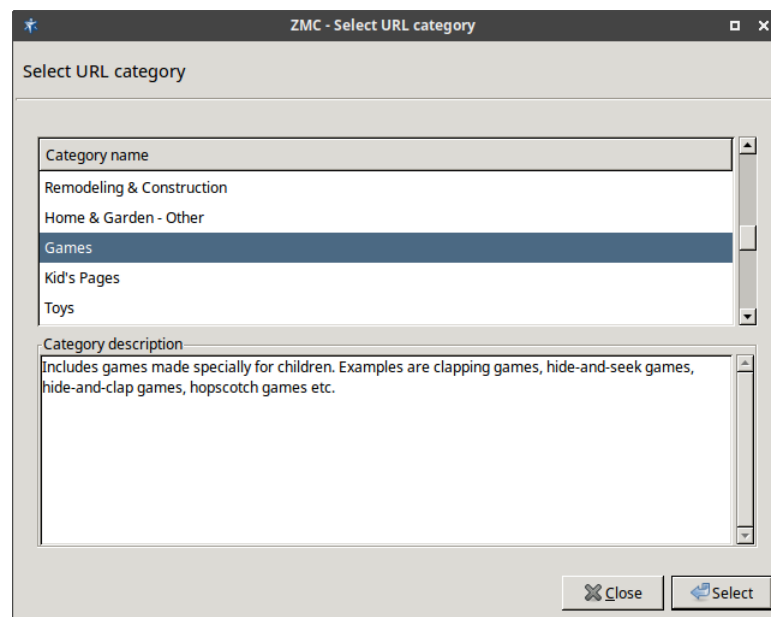 ZMC - Select URL category
Select URL category
Category name
Remodeling & Construction
Home & Garden - Other
Games
Kid's Pages
Toys
Category description
Includes games made specially for children. Examples are clapping games, hide-and-seek games,
hide-and-clap games, hopscotch games etc.
Close
Select